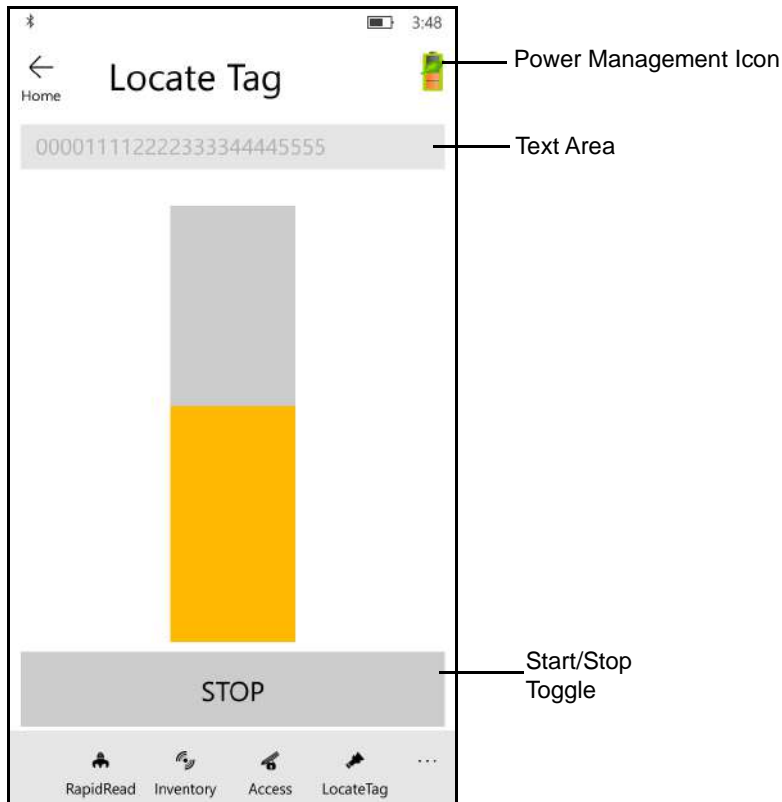 3:48
Home
Locate Tag
Power Management Icon
000011112222333344445555
Text Area
STOP
Start/Stop
Toggle
RapidRead Inventory Access LocateTag ...